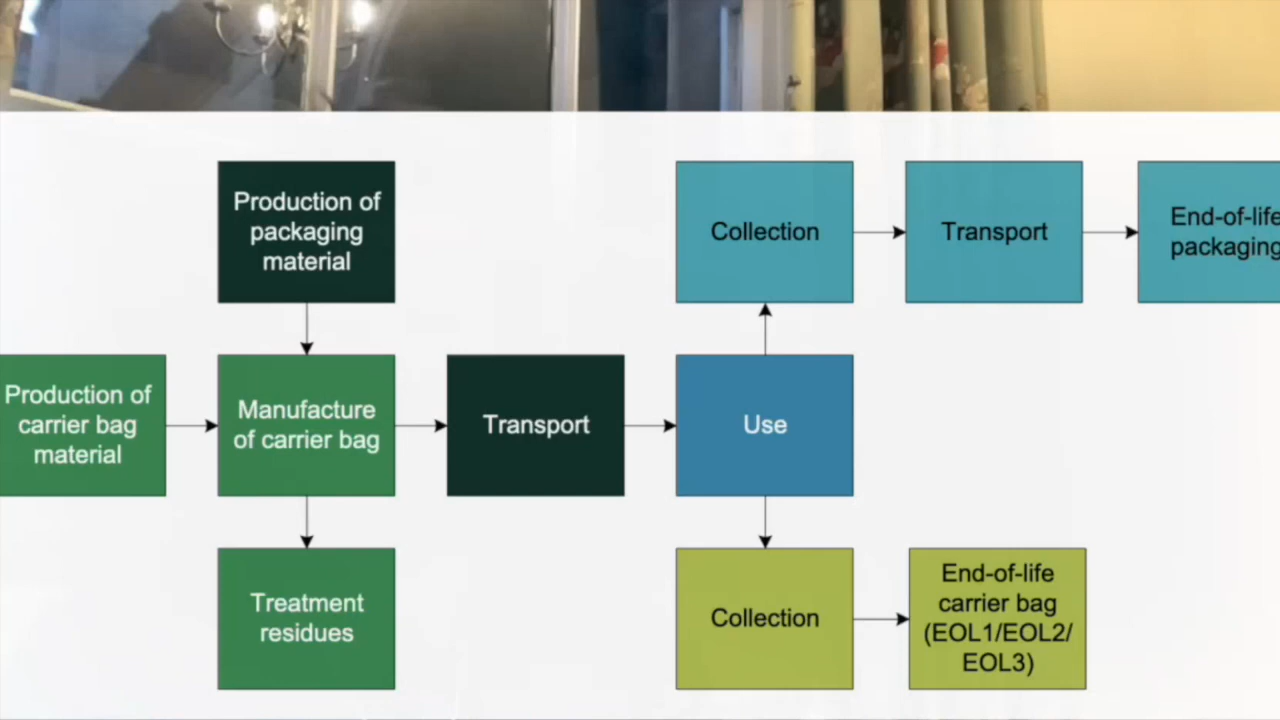 Production of
packaging
material
Collection
Transport
End-of-life
packaging
Production of
carrier bag
material
Manufacture
of carrier bag
Transport
Use
Treatment
residues
Collection
End-of-life
carrier bag
(EOL1/EOL2/
EOL3)